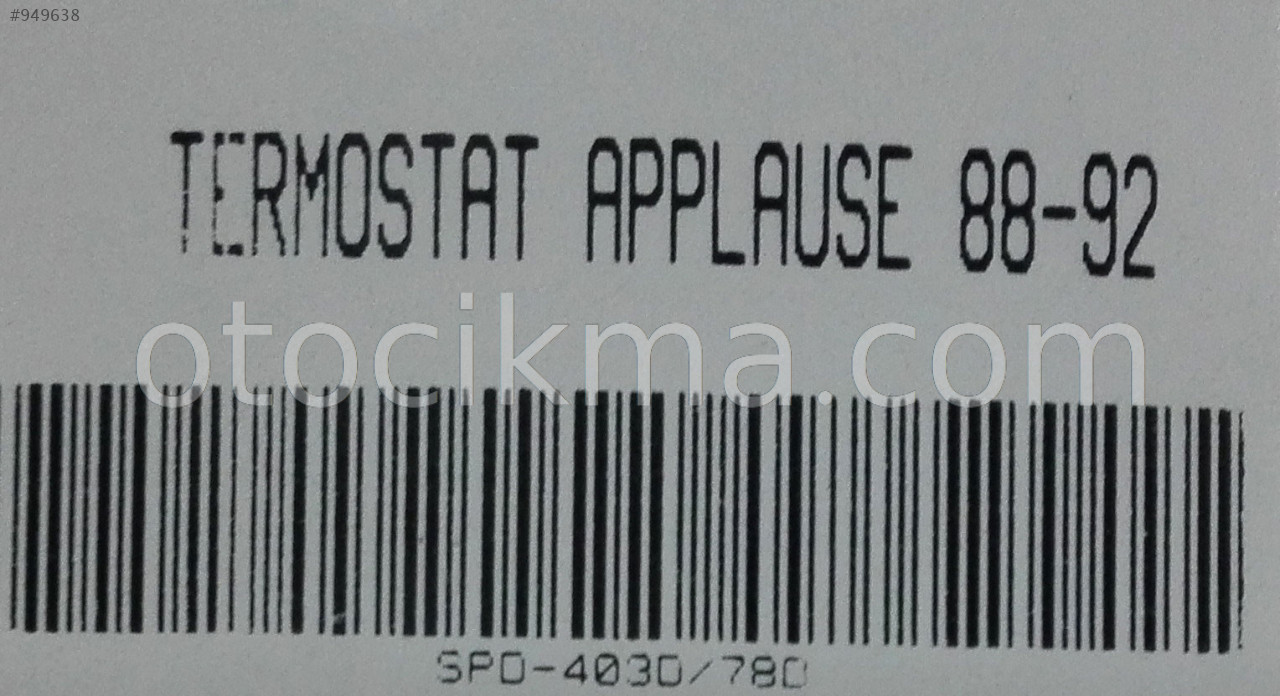 #949638
TERMOSTAT APPLAUSE 88-92
otocikma.com
SPD-4030/780